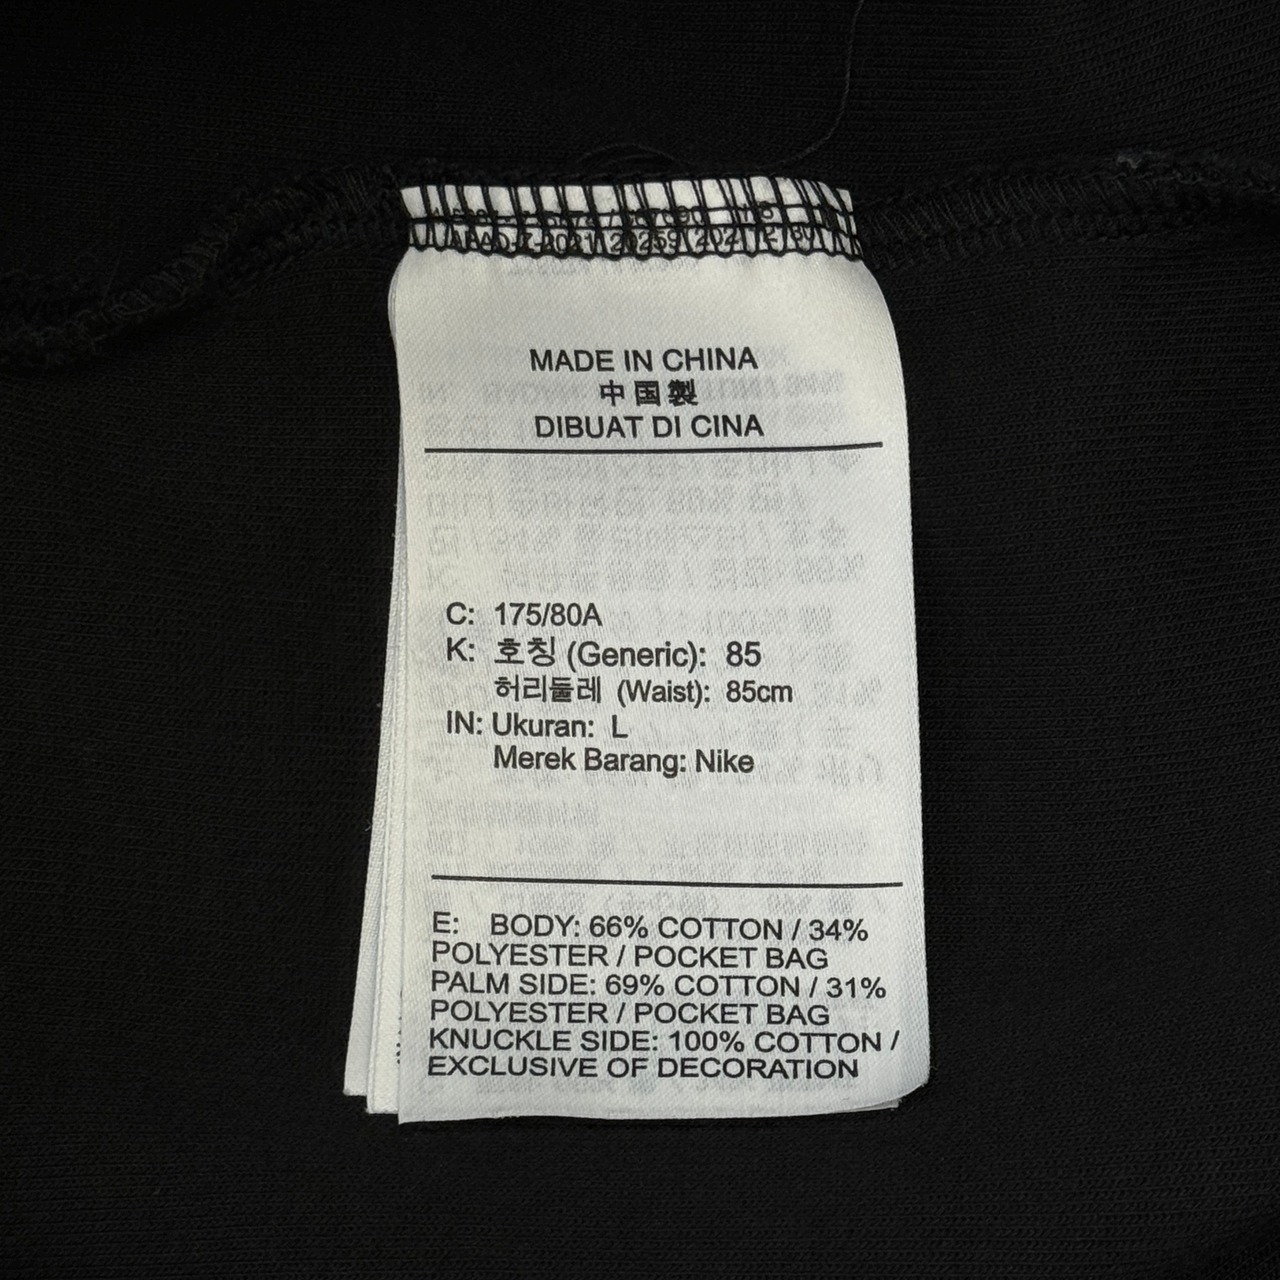 MADE IN CHINA
中国製
DIBUAT DI CINA
C: 175/80A
K: 호칭 (Generic): 85
허리둘레 (Waist): 85cm
IN: Ukuran: L
Merek Barang: Nike
E: BODY: 66% COTTON / 34%
POLYESTER / POCKET BAG
PALM SIDE: 69% COTTON / 31%
POLYESTER / POCKET BAG
KNUCKLE SIDE: 100% COTTON /
EXCLUSIVE OF DECORATION